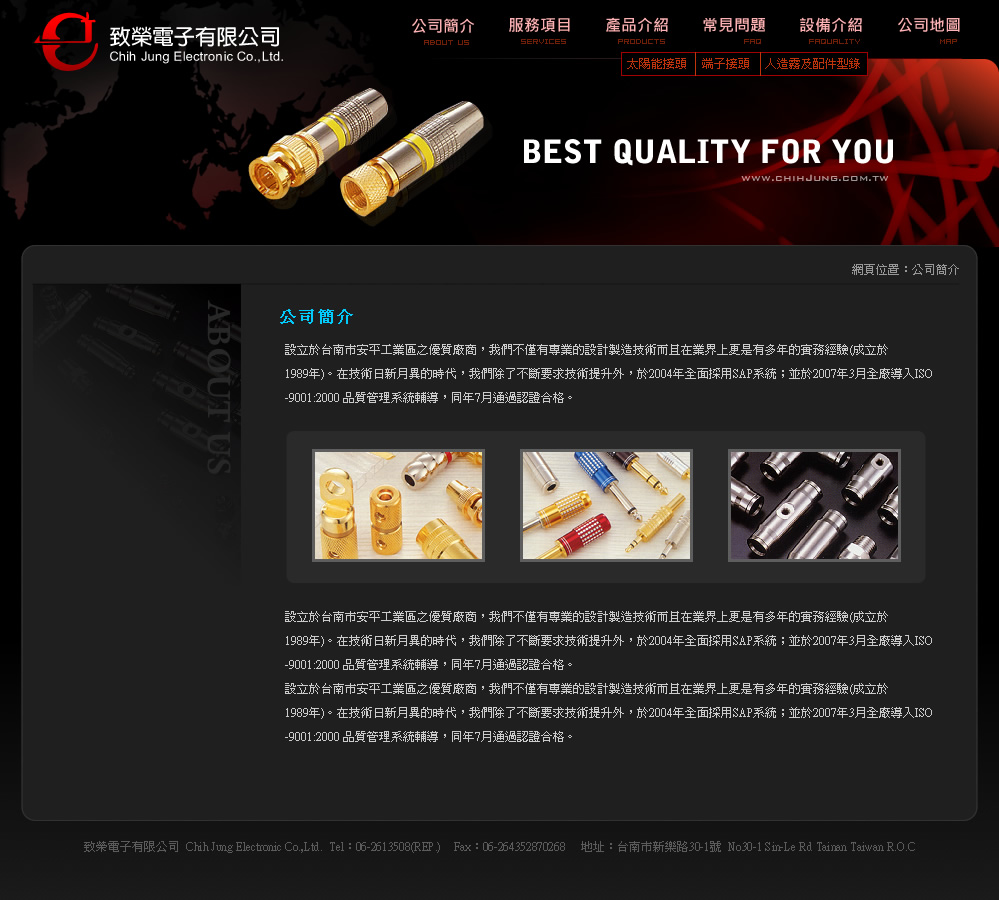 致榮電子有限公司
Chih Jung Electronic Co.,Ltd.
公司簡介 服務項目 產品介紹 常見問題 設備介紹 公司地圖
ABOUT US SERVICES PRODUCTS FAQ FAQUALITY MAP
太陽能接頭 端子接頭 人造霧及配件型錄
BEST QUALITY FOR YOU
WWW.CHIHJUNG.COM.TW
網頁位置：公司簡介
ABOUT US
公司簡介
設立於台南市安平工業區之優質廠商，我們不僅有專業的設計製造技術而且在業界上更是有多年的實務經驗(成立於
1989年)。在技術日新月異的時代，我們除了不斷要求技術提升外，於2004年全面採用SAP系統；並於2007年3月全廠導入ISO
-9001:2000 品質管理系統輔導，同年7月通過認證合格。
設立於台南市安平工業區之優質廠商，我們不僅有專業的設計製造技術而且在業界上更是有多年的實務經驗(成立於
1989年)。在技術日新月異的時代，我們除了不斷要求技術提升外，於2004年全面採用SAP系統；並於2007年3月全廠導入ISO
-9001:2000 品質管理系統輔導，同年7月通過認證合格。
設立於台南市安平工業區之優質廠商，我們不僅有專業的設計製造技術而且在業界上更是有多年的實務經驗(成立於
1989年)。在技術日新月異的時代，我們除了不斷要求技術提升外，於2004年全面採用SAP系統；並於2007年3月全廠導入ISO
-9001:2000 品質管理系統輔導，同年7月通過認證合格。
致榮電子有限公司 Chih Jung Electronic Co.,Ltd. Tel：06-2613508(REP.) Fax：06-264352870268 地址：台南市新樂路30-1號 No30-1 Sin-Le Rd Tainan Taiwan R.O.C